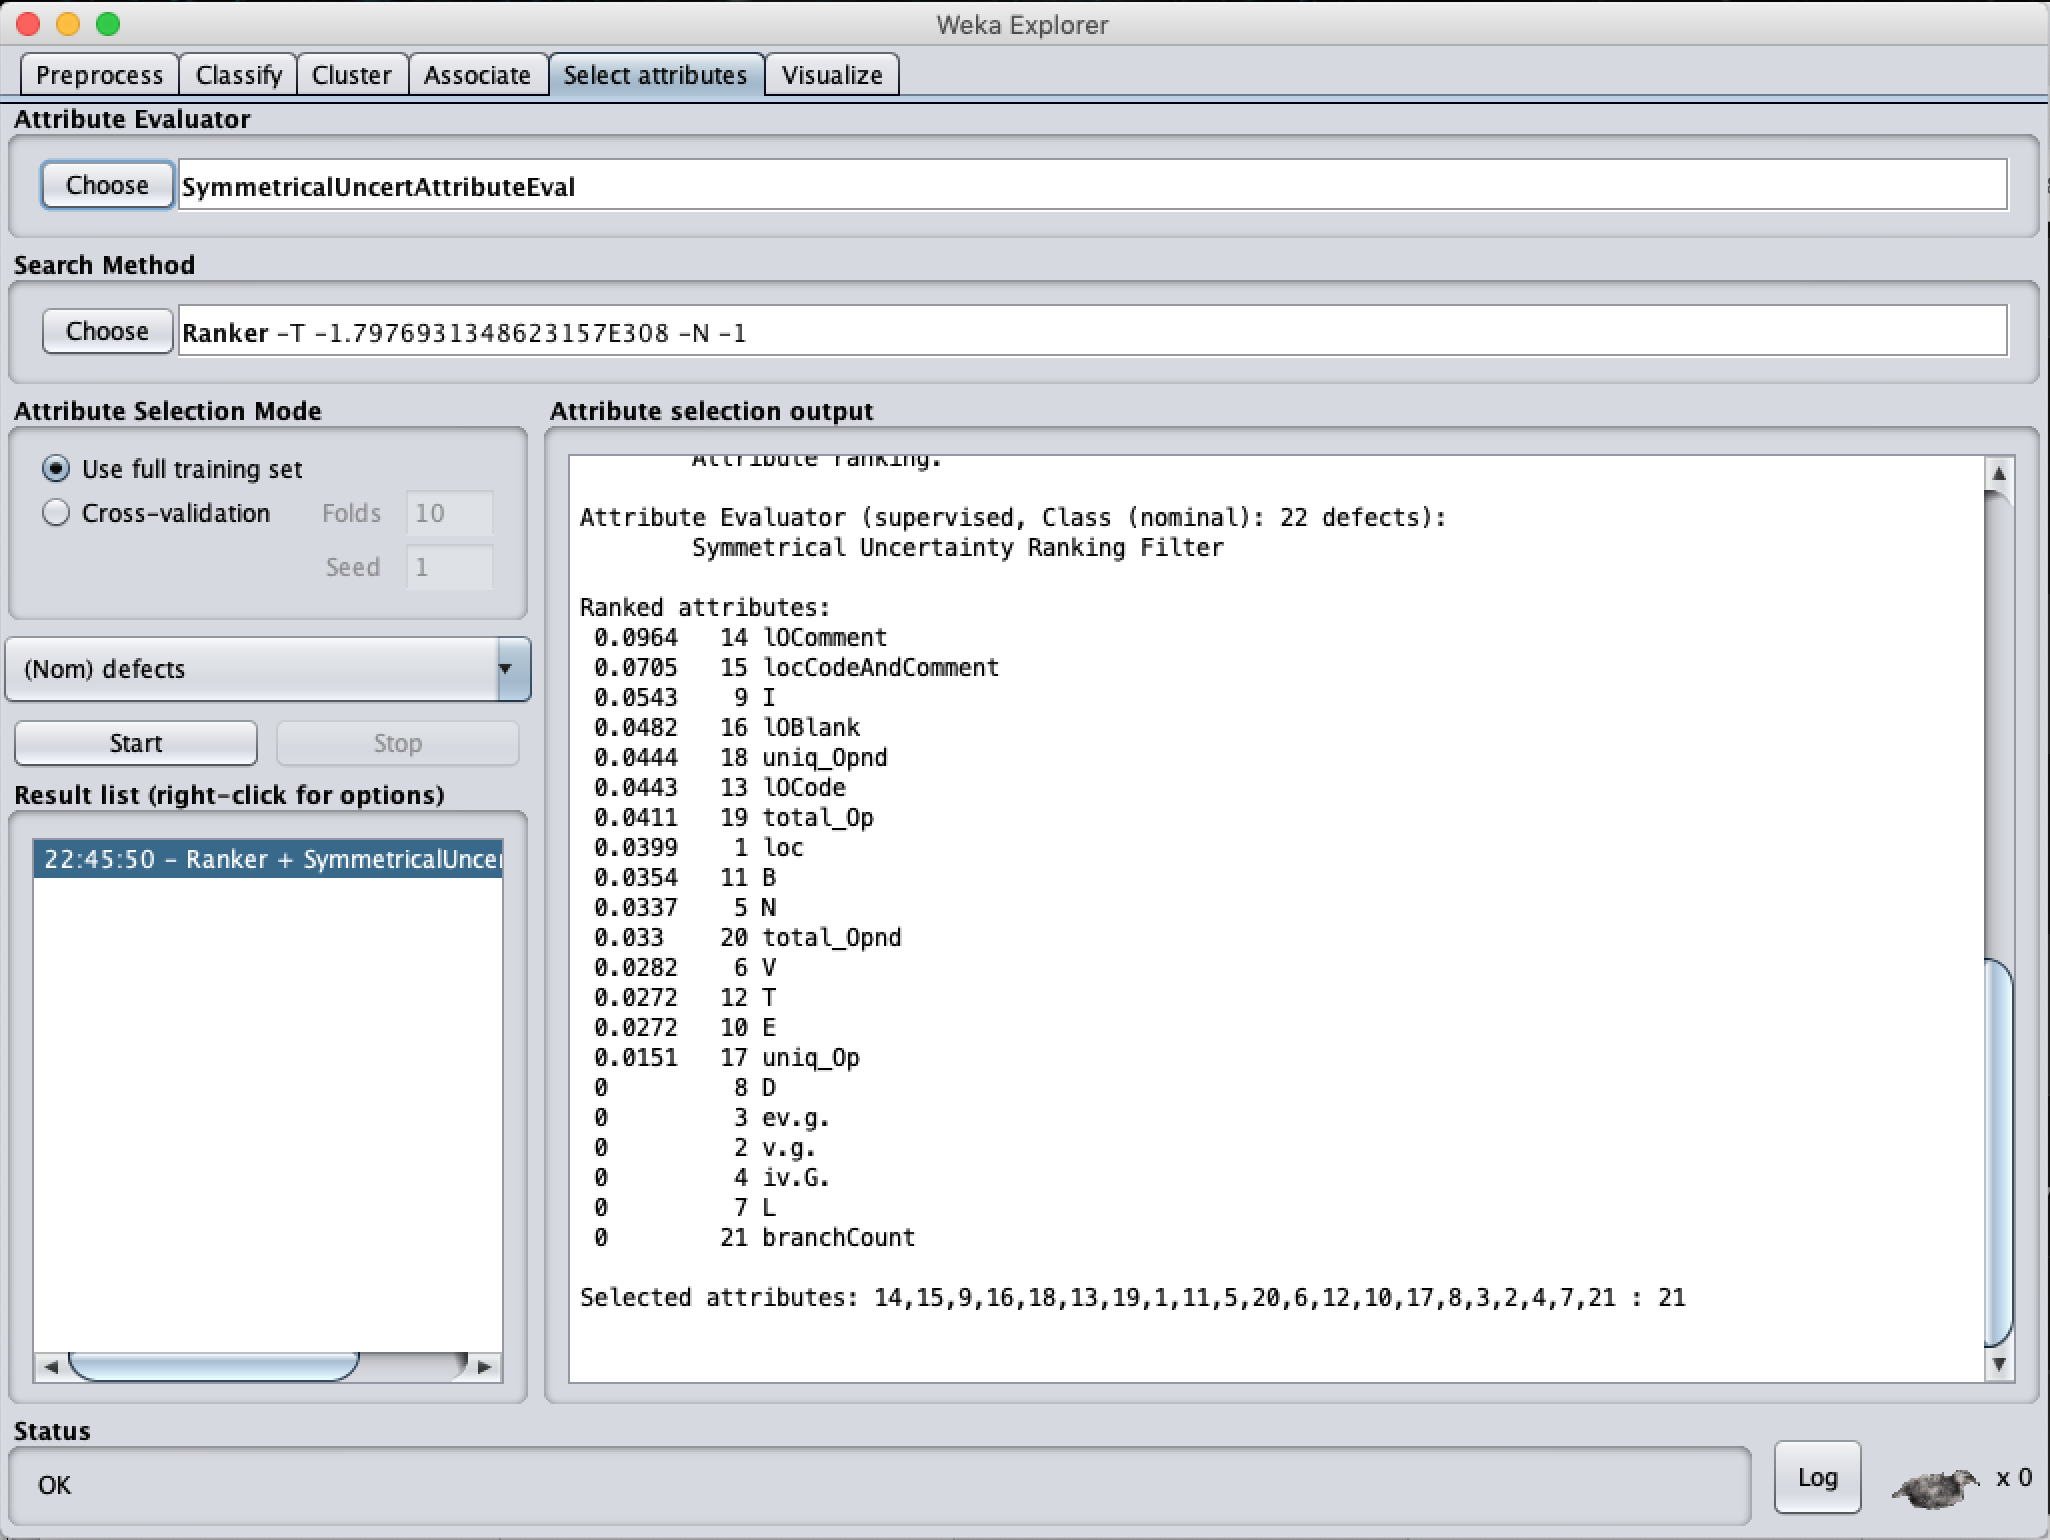 Weka Explorer
Preprocess Classify Cluster Associate Select attributes Visualize
Attribute Evaluator
Choose SymmetricalUncertAttributeEval
Search Method
Choose Ranker -T -1.7976931348623157E308 -N -1
Attribute Selection Mode
Use full training set
Cross-validation Folds 10
Seed 1
(Nom) defects
Start Stop
Result list (right-click for options)
22:45:50 - Ranker + SymmetricalUncer
Attribute selection output
Attribute ranking.
Attribute Evaluator (supervised, Class (nominal): 22 defects):
Symmetrical Uncertainty Ranking Filter
Ranked attributes:
0.0964 14 lOComment
0.0705 15 locCodeAndComment
0.0543 9 I
0.0482 16 lOBlank
0.0444 18 uniq_Opnd
0.0443 13 lOCode
0.0411 19 total_Op
0.0399 1 loc
0.0354 11 B
0.0337 5 N
0.033 20 total_Opnd
0.0282 6 V
0.0272 12 T
0.0272 10 E
0.0151 17 uniq_Op
0 8 D
0 3 ev.g.
0 2 v.g.
0 4 iv.G.
0 7 L
0 21 branchCount
Selected attributes: 14,15,9,16,18,13,19,1,11,5,20,6,12,10,17,8,3,2,4,7,21 : 21
Status
OK
Log x 0